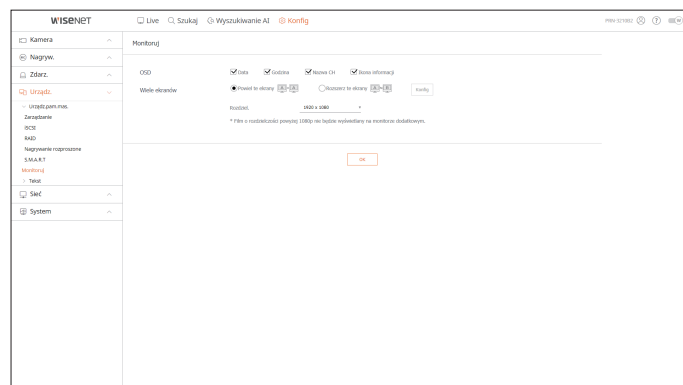 WISENET
Live Szukaj Wyszukiwanie AI Konfig
Kamera
Nagryw.
Zdarz.
Urządz.
Urządz.pam.mas.
Zarządzanie
iSCSI
RAID
Nagrywanie rozproszone
S.M.A.R.T
Monitoruj
Tekst
Sieć
System
Monitoruj
OSD
Data Godzina Nazwa CH Ikona informacji
Wiele ekranów
Powiel te ekrany Rozszerz te ekrany Konfig
Rozdziel. 1920 x 1080
* Film o rozdzielczości powyżej 1080p nie będzie wyświetlany na monitorze dodatkowym.
OK